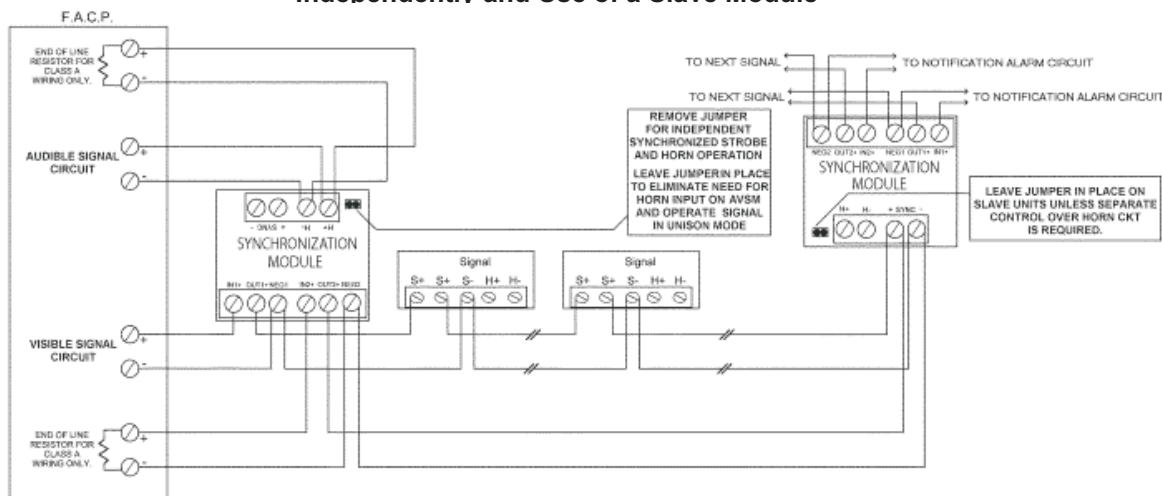 Independently and Use of a Slave Module
F.A.C.P.
END OF LINE
RESISTOR FOR
CLASS A
WIRING ONLY.
+
-
AUDIBLE SIGNAL
CIRCUIT
+
-
- SYNC +
H-
H+
SYNCHRONIZATION
MODULE
IN1+ OUT1+ NEG1 IN2+ OUT2+ NEG2
REMOVE JUMPER
FOR INDEPENDENT
SYNCHRONIZED STROBE
AND HORN OPERATION
LEAVE JUMPER IN PLACE
TO ELIMINATE NEED FOR
HORN INPUT ON AVSM
AND OPERATE SIGNAL
IN UNISON MODE
TO NEXT SIGNAL
TO NOTIFICATION ALARM CIRCUIT
TO NEXT SIGNAL
TO NOTIFICATION ALARM CIRCUIT
NEG2 OUT2+ IN2+ NEG1 OUT1+ IN1+
SYNCHRONIZATION
MODULE
H+ H- + SYNC -
LEAVE JUMPER IN PLACE ON
SLAVE UNITS UNLESS SEPARATE
CONTROL OVER HORN CKT
IS REQUIRED.
Signal
S+ S+ S- H+ H-
Signal
S+ S+ S- H+ H-
VISIBLE SIGNAL
CIRCUIT
+
-
END OF LINE
RESISTOR FOR
CLASS A
WIRING ONLY.
+
-